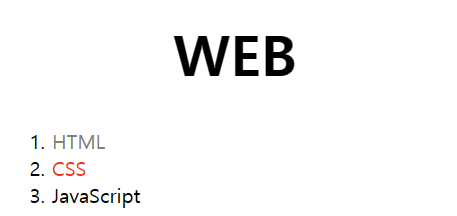 WEB
1. HTML
2. CSS
3. JavaScript